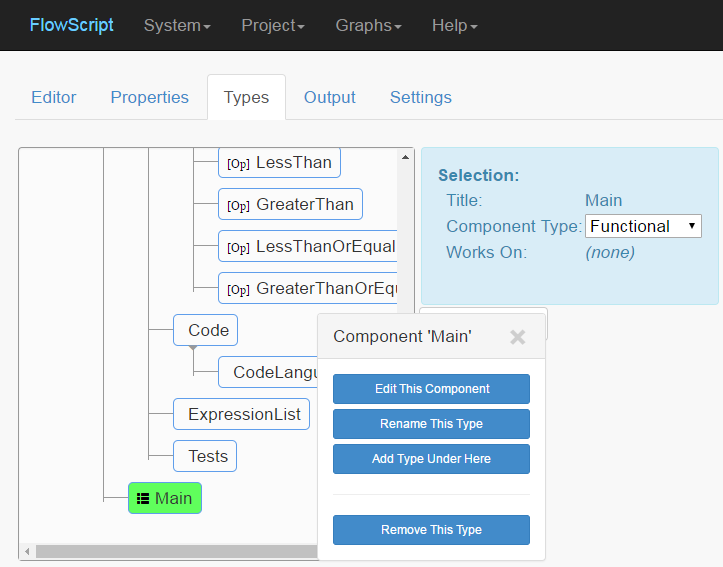 FlowScript System Project Graphs Help
Editor Properties Types Output Settings
[Op] LessThan
[Op] GreaterThan
[Op] LessThanOrEqual
[Op] GreaterThanOrEqu
Code
CodeLangu
ExpressionList
Tests
Main
Selection:
Title: Main
Component Type: Functional
Works On: (none)
Component 'Main'
Edit This Component
Rename This Type
Add Type Under Here
Remove This Type